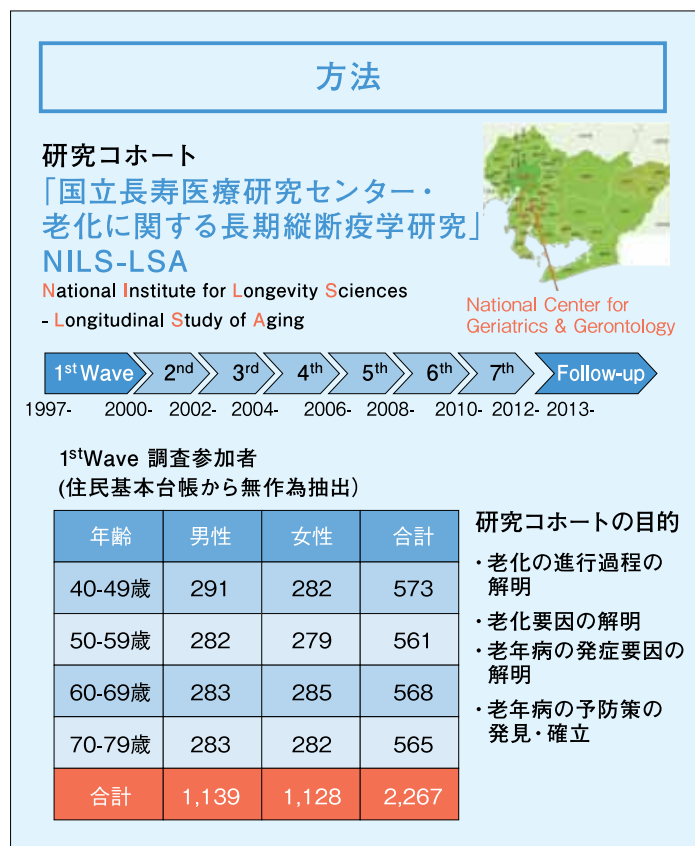 方法
研究コホート
「国立長寿医療研究センター・
老化に関する長期縦断疫学研究」
NILS-LSA
National Institute for Longevity Sciences
- Longitudinal Study of Aging
National Center for
Geriatrics & Gerontology
1st Wave 2nd 3rd 4th 5th 6th 7th Follow-up
1997- 2000- 2002- 2004- 2006- 2008- 2010- 2012- 2013-
1stWave 調査参加者
(住民基本台帳から無作為抽出)
年齢 男性 女性 合計
40-49歳 291 282 573
50-59歳 282 279 561
60-69歳 283 285 568
70-79歳 283 282 565
合計 1,139 1,128 2,267
研究コホートの目的
・老化の進行過程の
解明
・老化要因の解明
・老年病の発症要因の
解明
・老年病の予防策の
発見・確立